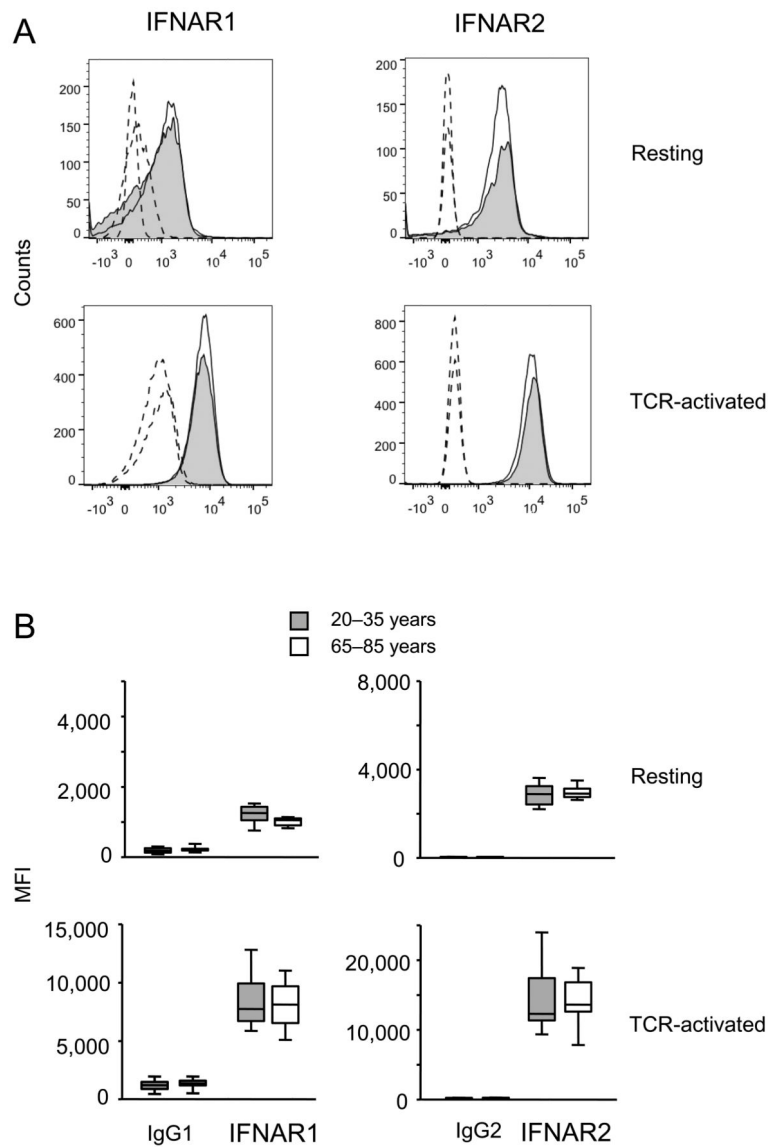 A
IFNAR1
IFNAR2
Counts
200
150
100
50
0
-10³ 0 10³ 10⁴ 10⁵
200
150
100
50
0
-10³ 0 10³ 10⁴ 10⁵
Resting
600
400
200
0
-10³ 0 10³ 10⁴ 10⁵
800
600
400
200
0
-10³ 0 10³ 10⁴ 10⁵
TCR-activated
B
20–35 years
65–85 years
MFI
4,000
2,000
0
8,000
4,000
0
Resting
15,000
10,000
5,000
0
IgG1 IFNAR1
20,000
10,000
0
IgG2 IFNAR2
TCR-activated